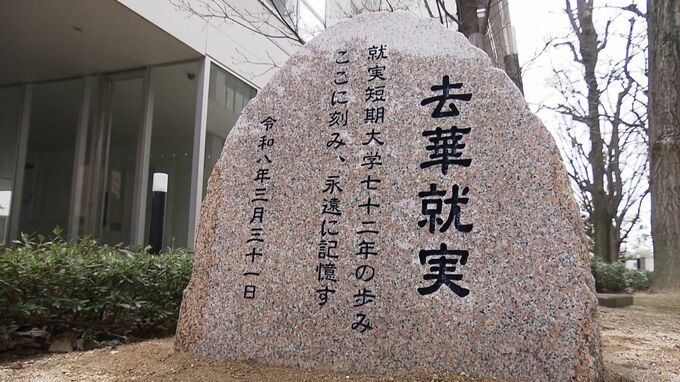 去華就実
就実短期大学七十二年の歩み
ここに刻み、永遠に記憶す
令和八年三月三十一日